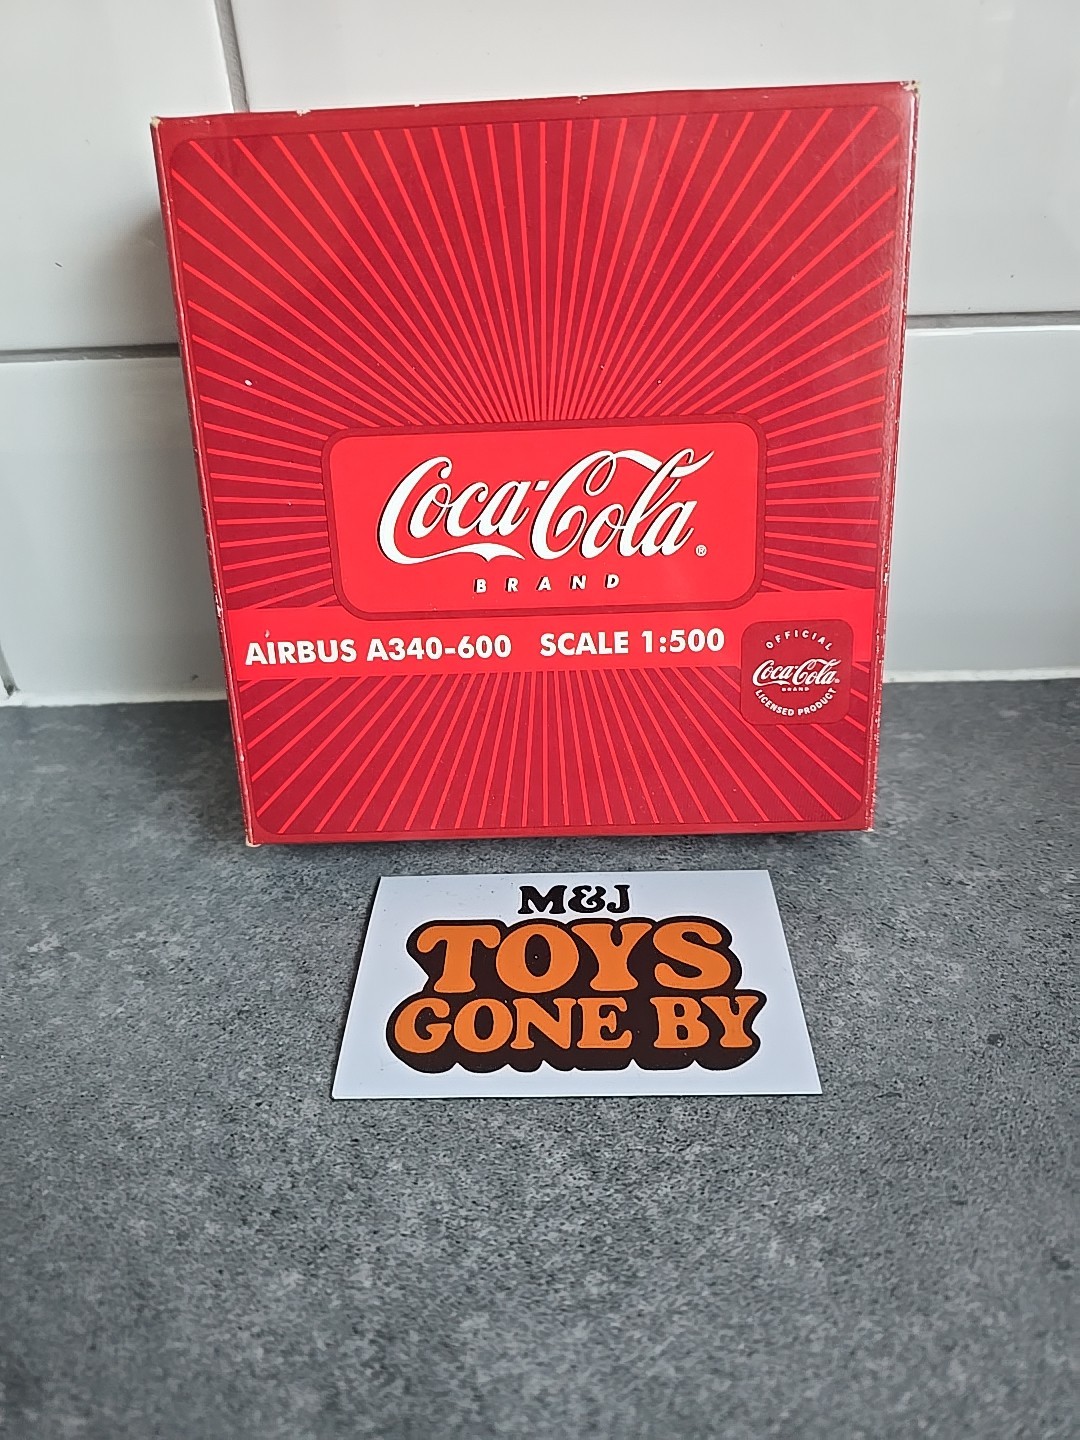 Coca-Cola®
BRAND
AIRBUS A340-600 SCALE 1:500
OFFICIAL
Coca-Cola®
BRAND
LICENSED PRODUCT
M&J
TOYS
GONE BY